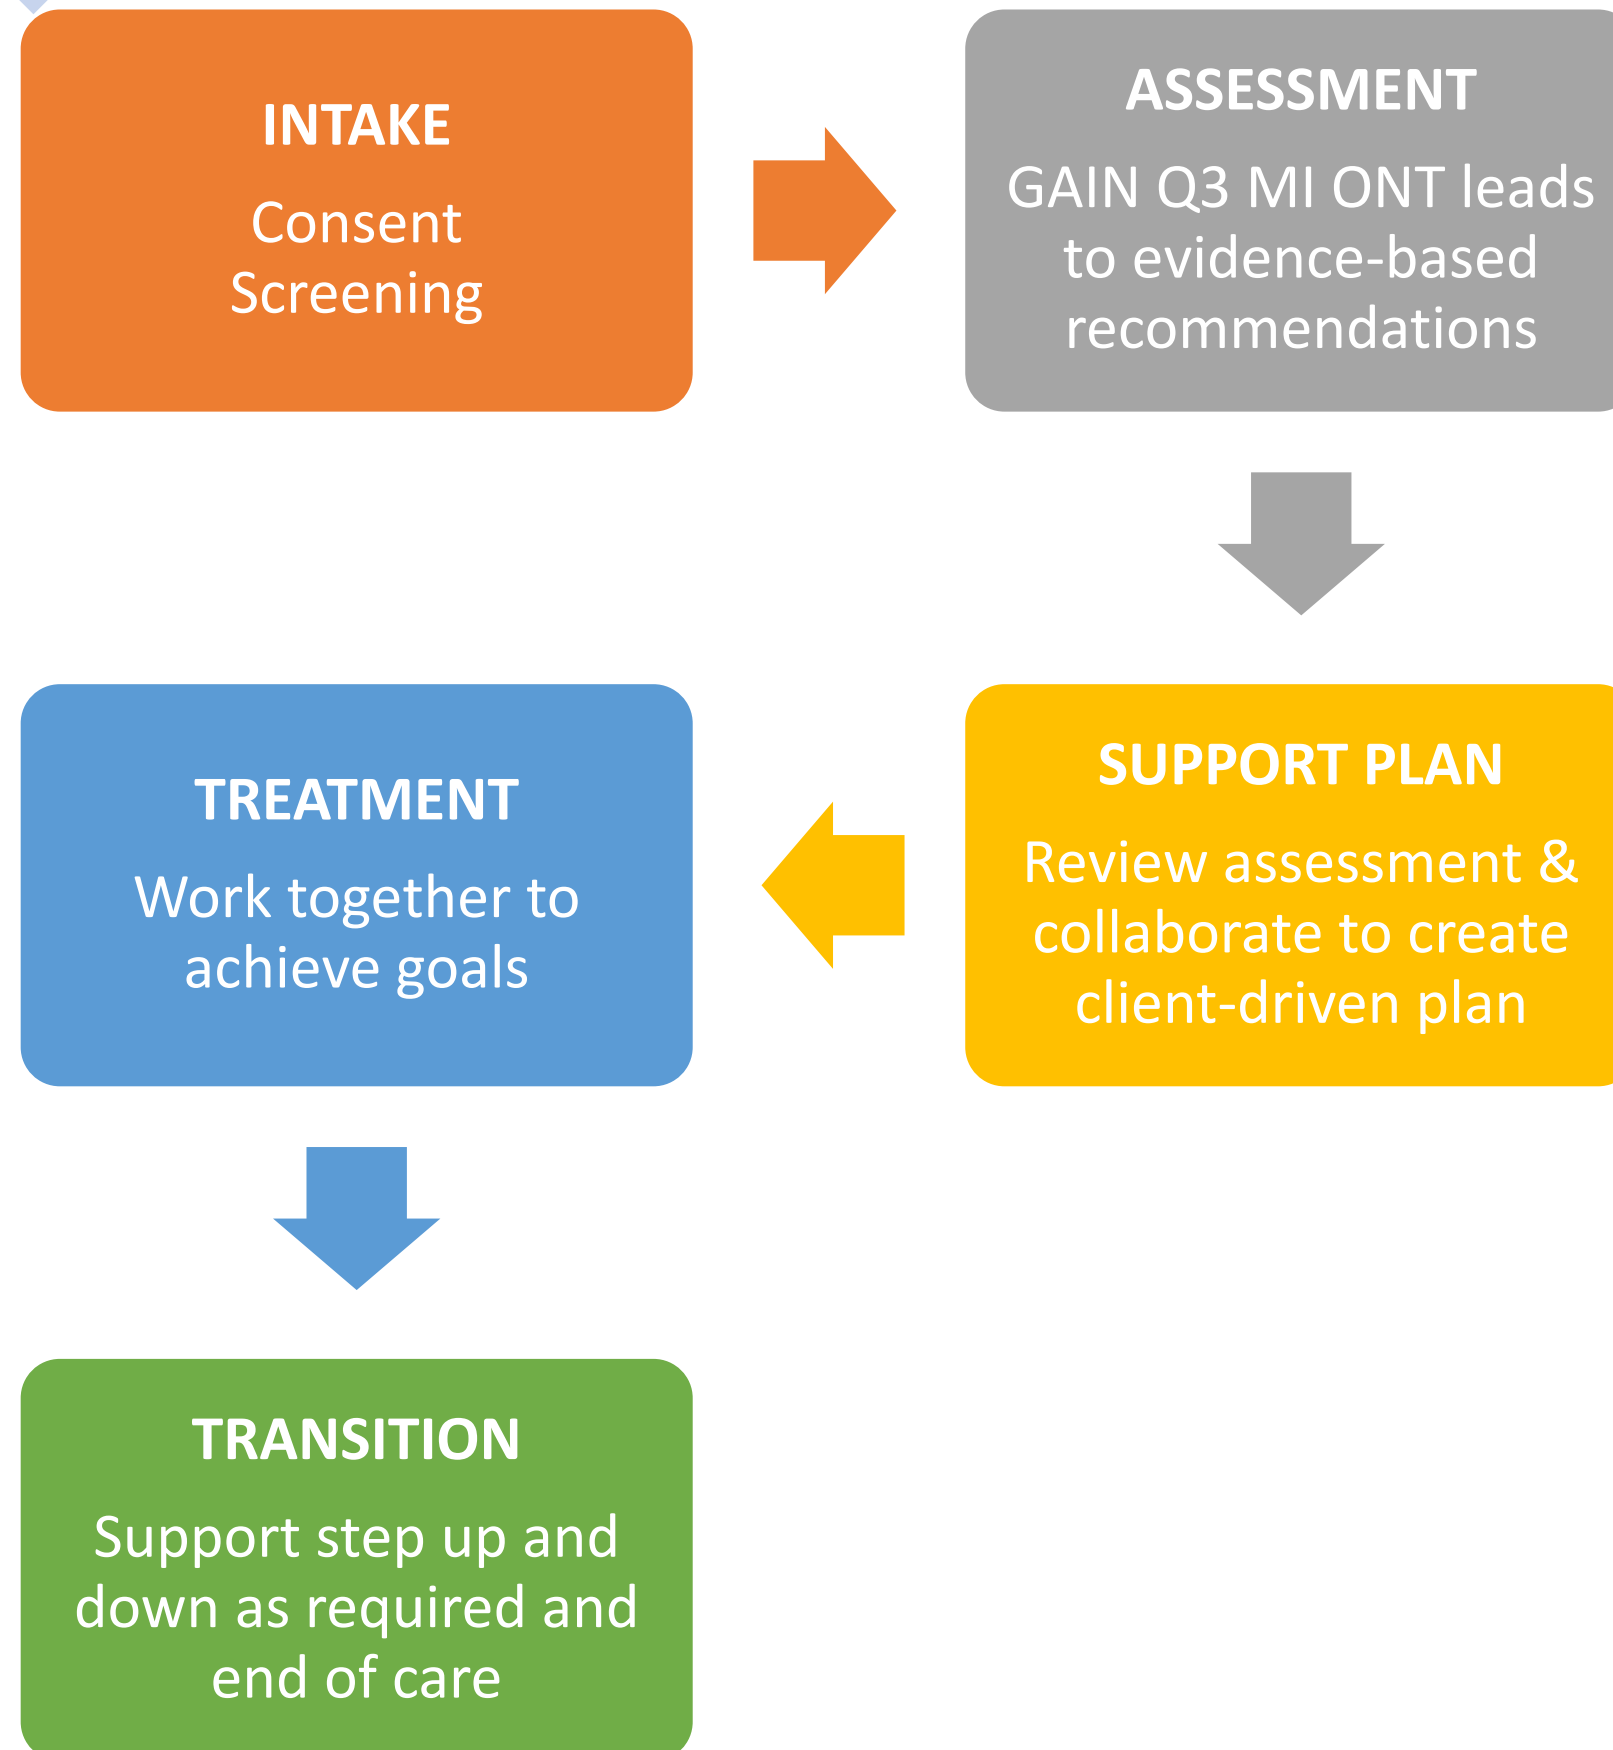 INTAKE
Consent
Screening
ASSESSMENT
GAIN Q3 MI ONT leads
to evidence-based
recommendations
SUPPORT PLAN
Review assessment &
collaborate to create
client-driven plan
TREATMENT
Work together to
achieve goals
TRANSITION
Support step up and
down as required and
end of care